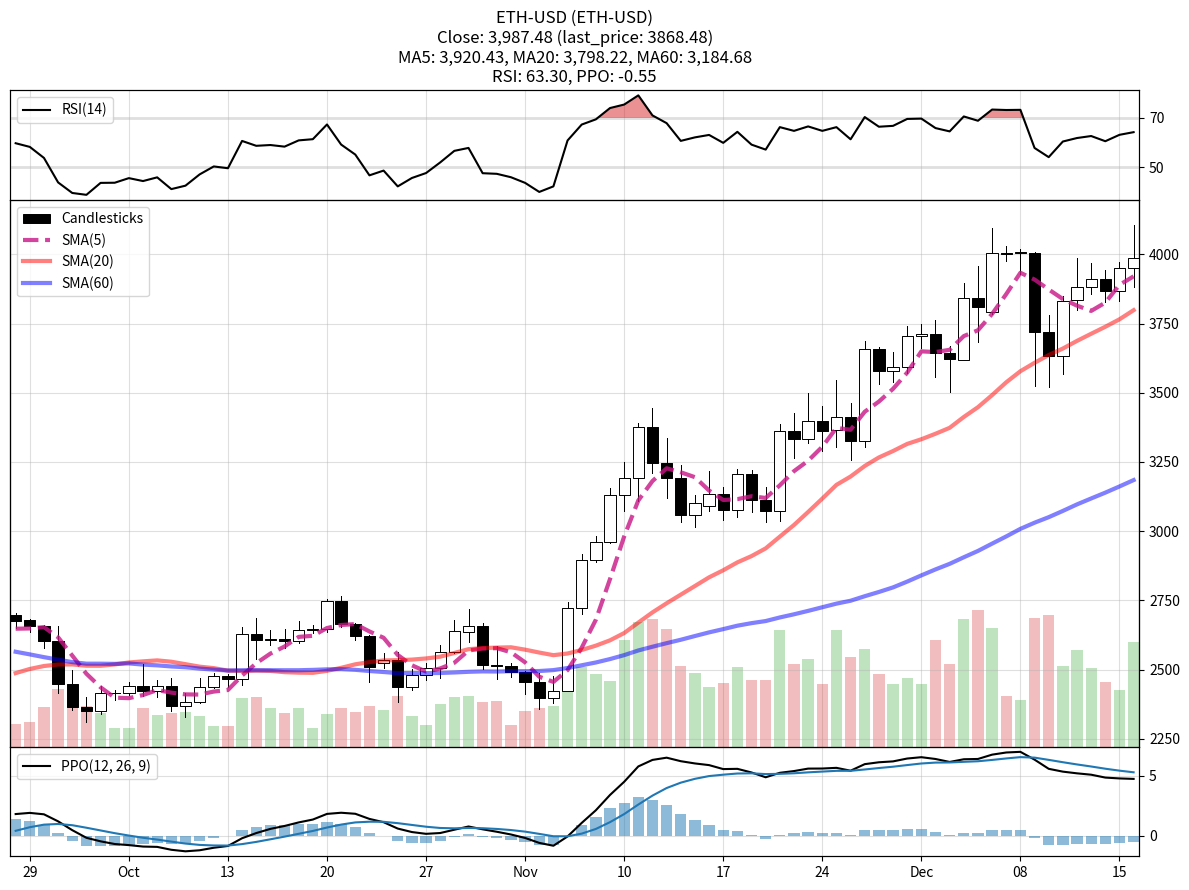 ETH-USD (ETH-USD)
Close: 3,987.48 (last_price: 3868.48)
MA5: 3,920.43, MA20: 3,798.22, MA60: 3,184.68
RSI: 63.30, PPO: -0.55
RSI(14)
70
50
Candlesticks
SMA(5)
SMA(20)
SMA(60)
4000
3750
3500
3250
3000
2750
2500
2250
PPO(12, 26, 9)
5
0
29 Oct 13 20 27 Nov 10 17 24 Dec 08 15